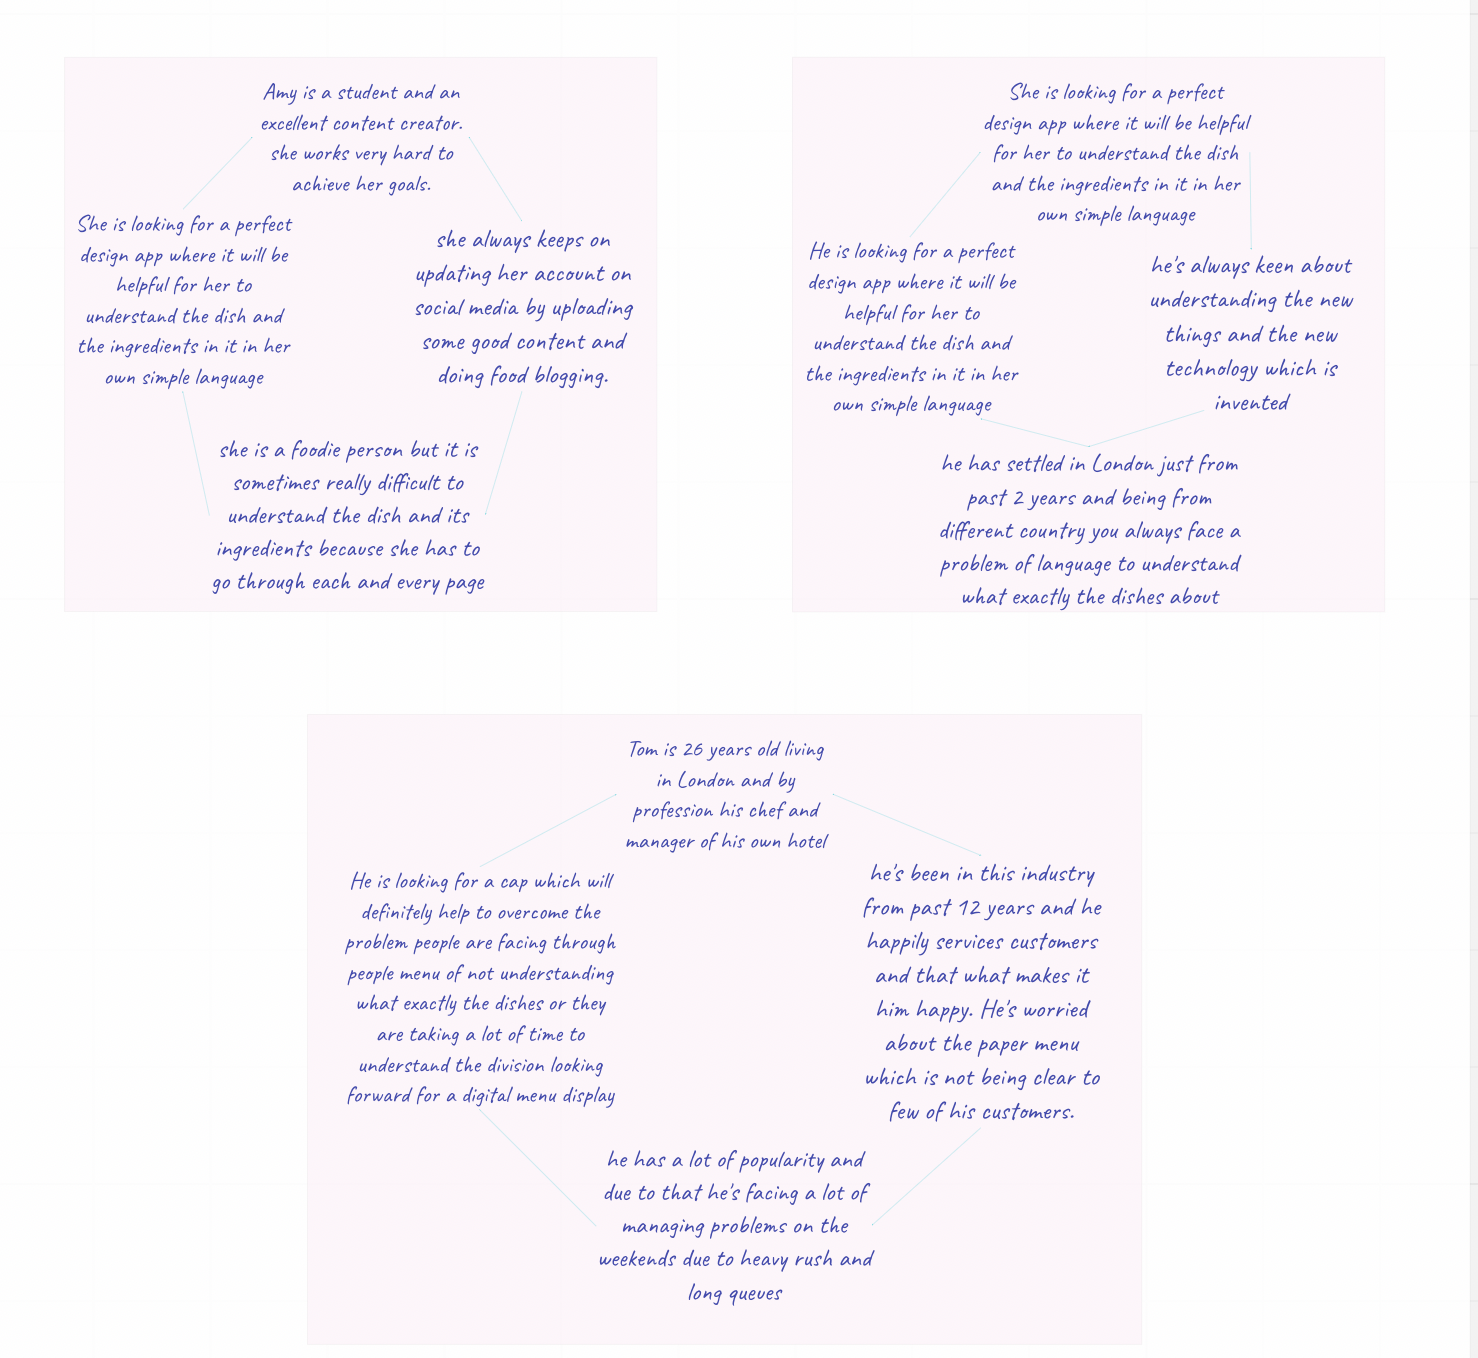 Amy is a student and an
excellent content creator.
she works very hard to
achieve her goals.
She is looking for a perfect
design app where it will be
helpful for her to
understand the dish and
the ingredients in it in her
own simple language
she always keeps on
updating her account on
social media by uploading
some good content and
doing food blogging.
she is a foodie person but it is
sometimes really difficult to
understand the dish and its
ingredients because she has to
go through each and every page
She is looking for a perfect
design app where it will be helpful
for her to understand the dish
and the ingredients in it in her
own simple language
He is looking for a perfect
design app where it will be
helpful for her to
understand the dish and
the ingredients in it in her
own simple language
he's always keen about
understanding the new
things and the new
technology which is
invented
he has settled in London just from
past 2 years and being from
different country you always face a
problem of language to understand
what exactly the dishes about
Tom is 26 years old living
in London and by
profession his chef and
manager of his own hotel
He is looking for a cap which will
definitely help to overcome the
problem people are facing through
people menu of not understanding
what exactly the dishes or they
are taking a lot of time to
understand the division looking
forward for a digital menu display
he's been in this industry
from past 12 years and he
happily services customers
and that what makes it
him happy. He's worried
about the paper menu
which is not being clear to
few of his customers.
he has a lot of popularity and
due to that he's facing a lot of
managing problems on the
weekends due to heavy rush and
long queues